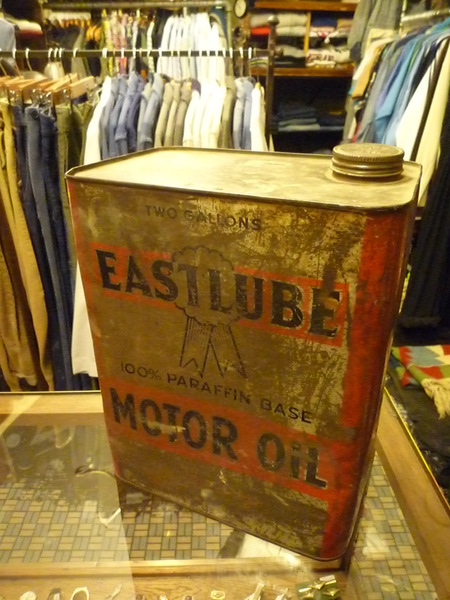 TWO GALLONS
EASTLUBE
100% PARAFFIN BASE
MOTOR OiL